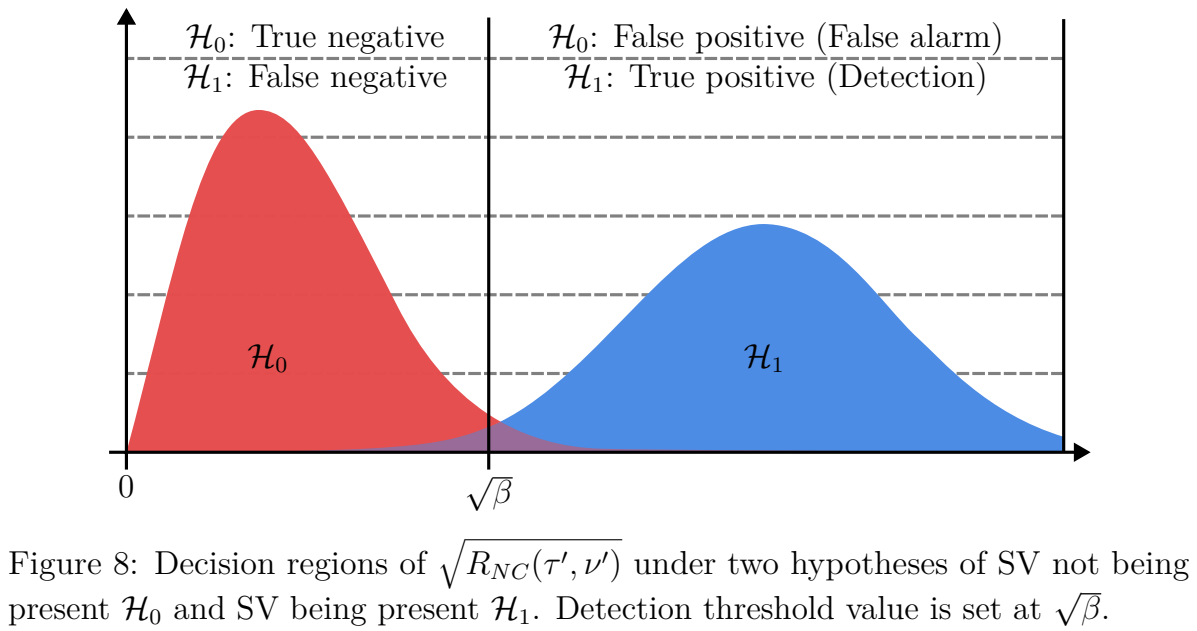 ℋ₀: True negative
ℋ₁: False negative
ℋ₀: False positive (False alarm)
ℋ₁: True positive (Detection)
ℋ₀
ℋ₁
0
√β
Figure 8: Decision regions of √(R_{NC}(τ′, ν′)) under two hypotheses of SV not being
present ℋ₀ and SV being present ℋ₁. Detection threshold value is set at √β.